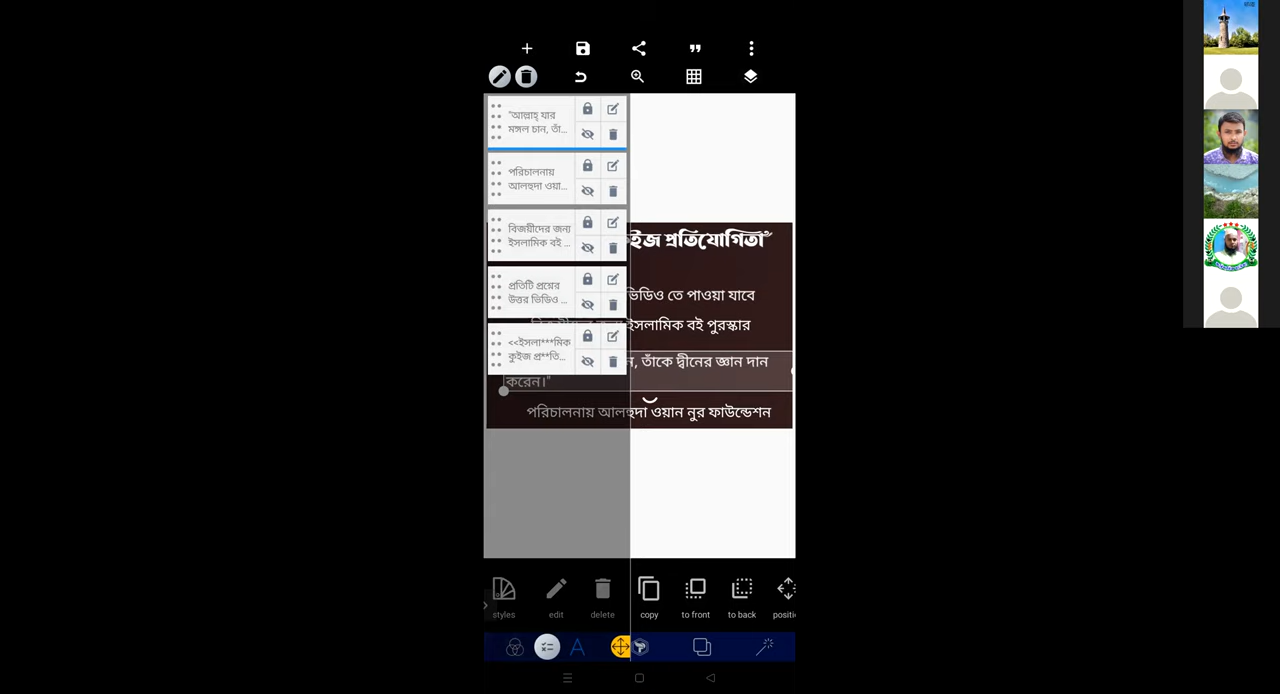 "আল্লাহ্ যার
মঙ্গল চান, তাঁ...
পরিচালনায়
আলহুদা ওয়া...
বিজয়ীদের জন্য
ইসলামিক বই ...
প্রতিটি প্রশ্নের
উত্তর ভিডিও ...
<<ইসলা***মিক
কুইজ প্র**তি...
ইজ প্রতিযোগিতা
ভিডিও তে পাওয়া যাবে
ইসলামিক বই পুরস্কার
ন, তাঁকে দ্বীনের জ্ঞান দান
করেন।"
পরিচালনায় আলহুদা ওয়ান নুর ফাউন্ডেশন
styles edit delete copy to front to back positi